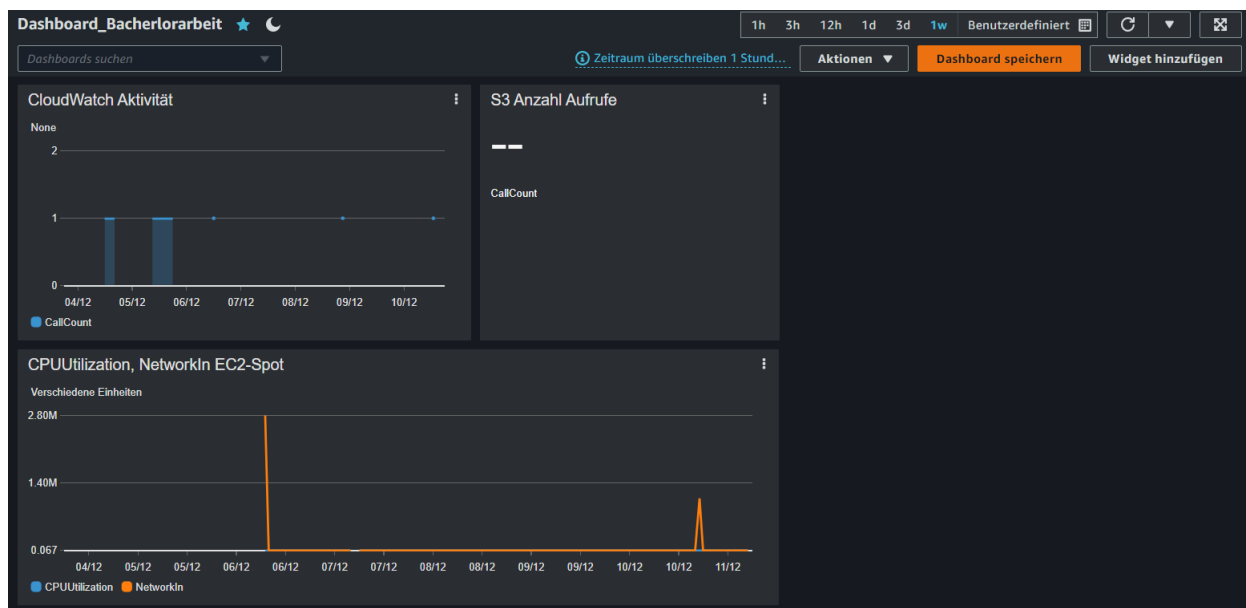 Dashboard_Bacherlorarbeit
1h 3h 12h 1d 3d 1w Benutzerdefiniert
Dashboards suchen
Zeitraum überschreiben 1 Stund...
Aktionen
Dashboard speichern
Widget hinzufügen
CloudWatch Aktivität
None
2
1
0
04/12 05/12 06/12 07/12 08/12 09/12 10/12
CallCount
S3 Anzahl Aufrufe
--
CallCount
CPUUtilization, NetworkIn EC2-Spot
Verschiedene Einheiten
2.80M
1.40M
0.067
04/12 05/12 05/12 06/12 06/12 07/12 07/12 08/12 08/12 09/12 09/12 10/12 10/12 11/12
CPUUtilization NetworkIn